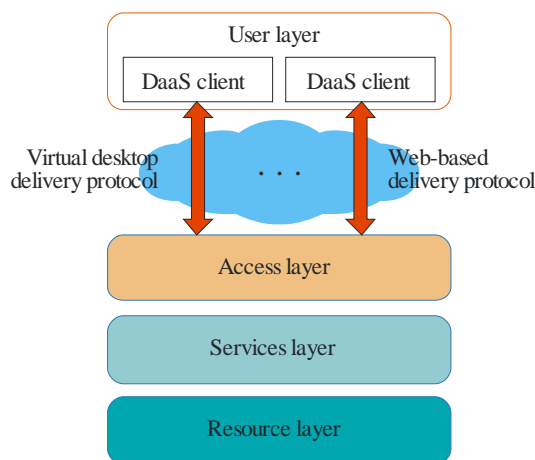 User layer
DaaS client
DaaS client
Virtual desktop
delivery protocol
. . .
Web-based
delivery protocol
Access layer
Services layer
Resource layer